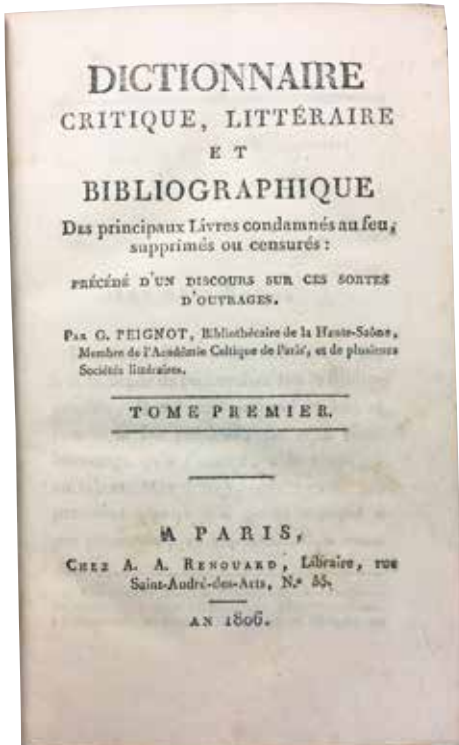 DICTIONNAIRE
CRITIQUE, LITTÉRAIRE
ET
BIBLIOGRAPHIQUE
Des principaux Livres condamnés au feu,
supprimés ou censurés :
PRÉCÉDÉ D'UN DISCOURS SUR CES SORTES
D'OUVRAGES.
PAR G. PEIGNOT, Bibliothécaire de la Haute-Saône,
Membre de l'Académie Celtique de Paris, et de plusieurs
Sociétés littéraires.
TOME PREMIER.
A PARIS,
CHEZ A. A. RENOUARD, Libraire, rue
Saint-André-des-Arts, N.º 55.
AN 1806.